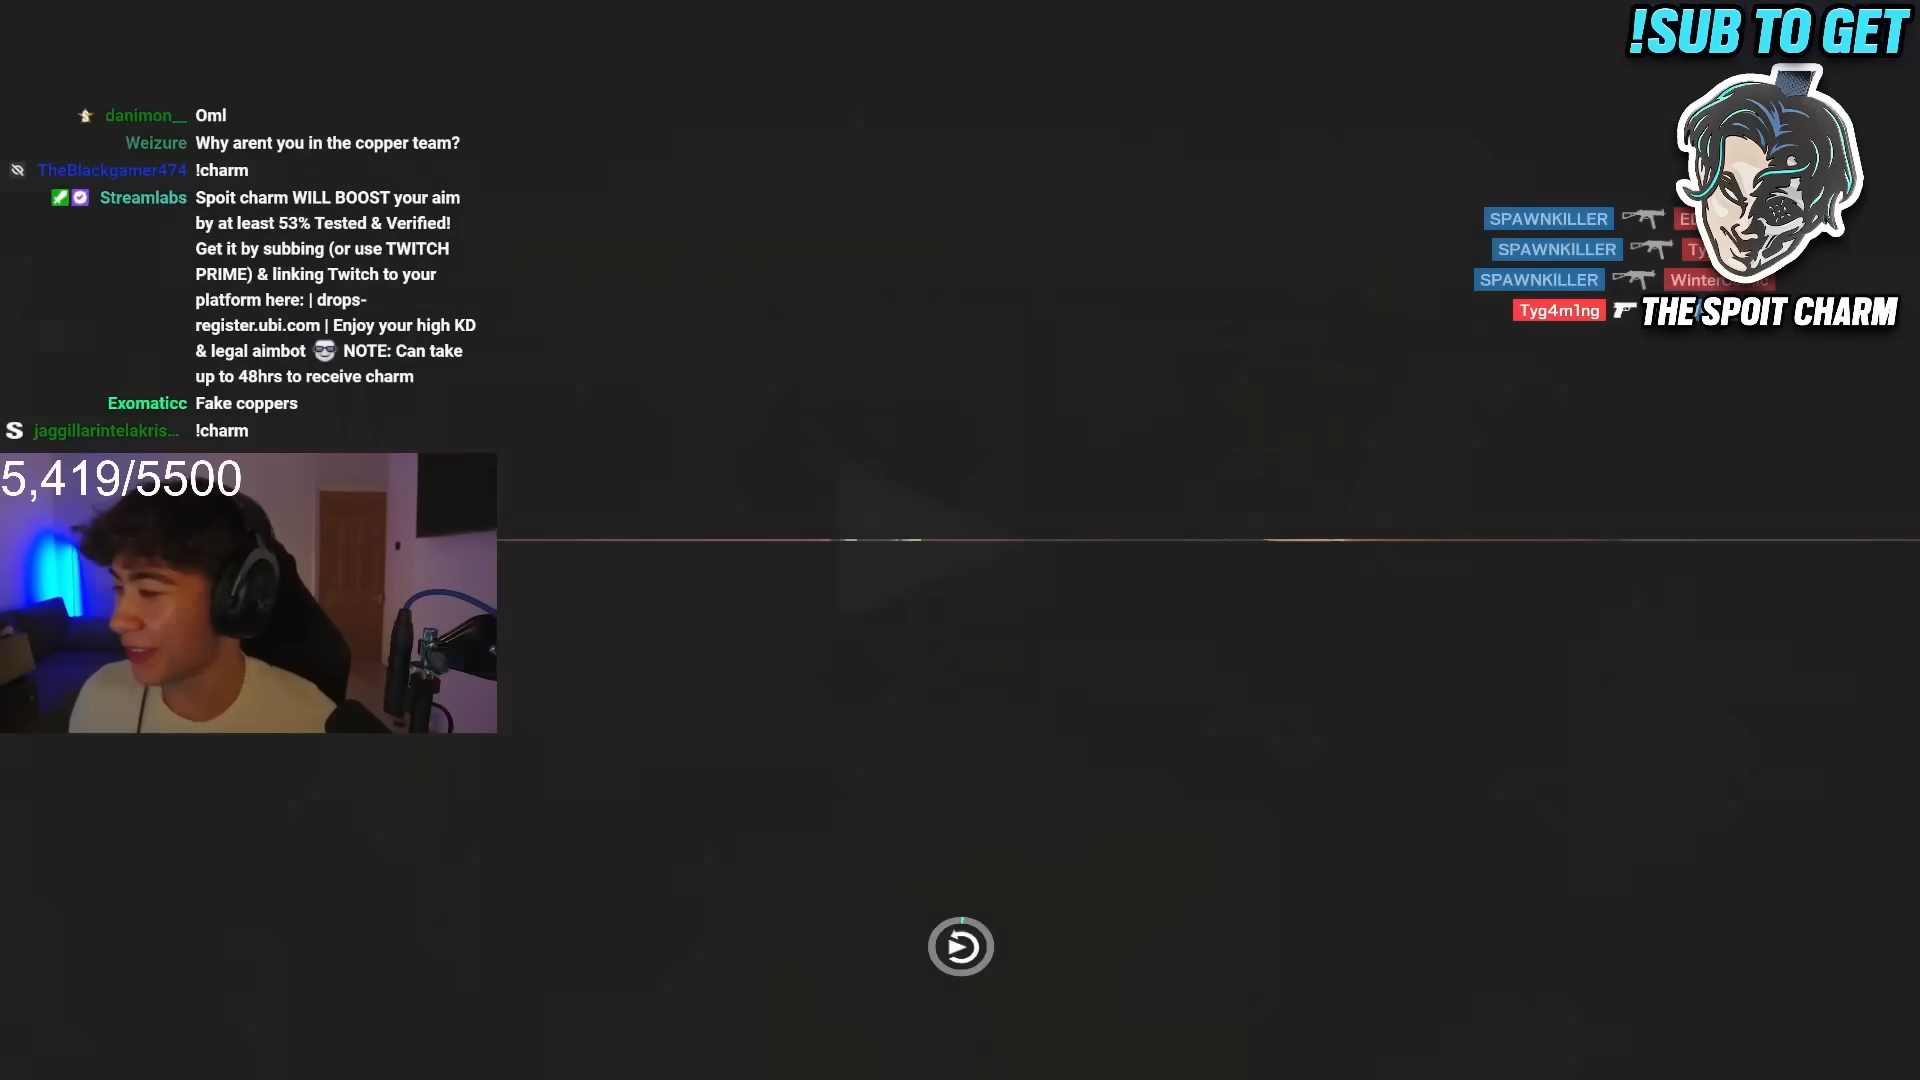 !SUB TO GET
danimon__ Oml
Weizure Why arent you in the copper team?
TheBlackgamer474 !charm
Streamlabs Spoit charm WILL BOOST your aim
by at least 53% Tested & Verified!
Get it by subbing (or use TWITCH
PRIME) & linking Twitch to your
platform here: | drops-
register.ubi.com | Enjoy your high KD
& legal aimbot NOTE: Can take
up to 48hrs to receive charm
Exomaticc Fake coppers
S jaggillarintelakris... !charm
5,419/5500
SPAWNKILLER
SPAWNKILLER Ty
SPAWNKILLER
Tyg4m1ng
THE SPOIT CHARM